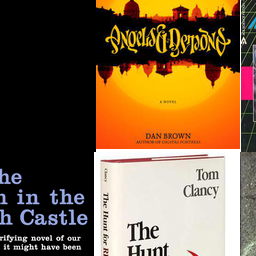 Angels & Demons
A NOVEL
DAN BROWN
AUTHOR OF DIGITAL FORTRESS
he
n in the
h Castle
rifying novel of our
it might have been
Clancy
The Hunt for R
Tom
Clancy
The
Hunt